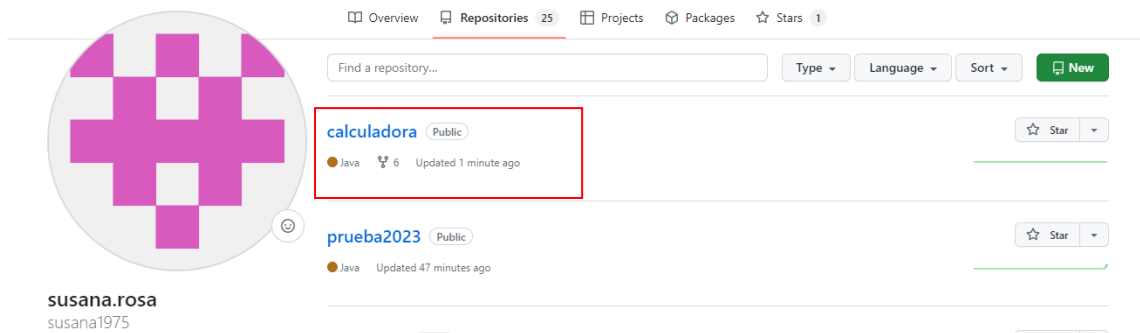 Overview Repositories 25 Projects Packages Stars 1
Find a repository...
Type Language Sort New
calculadora Public
Star
Java 6 Updated 1 minute ago
prueba2023 Public
Star
Java Updated 47 minutes ago
susana.rosa
susana1975